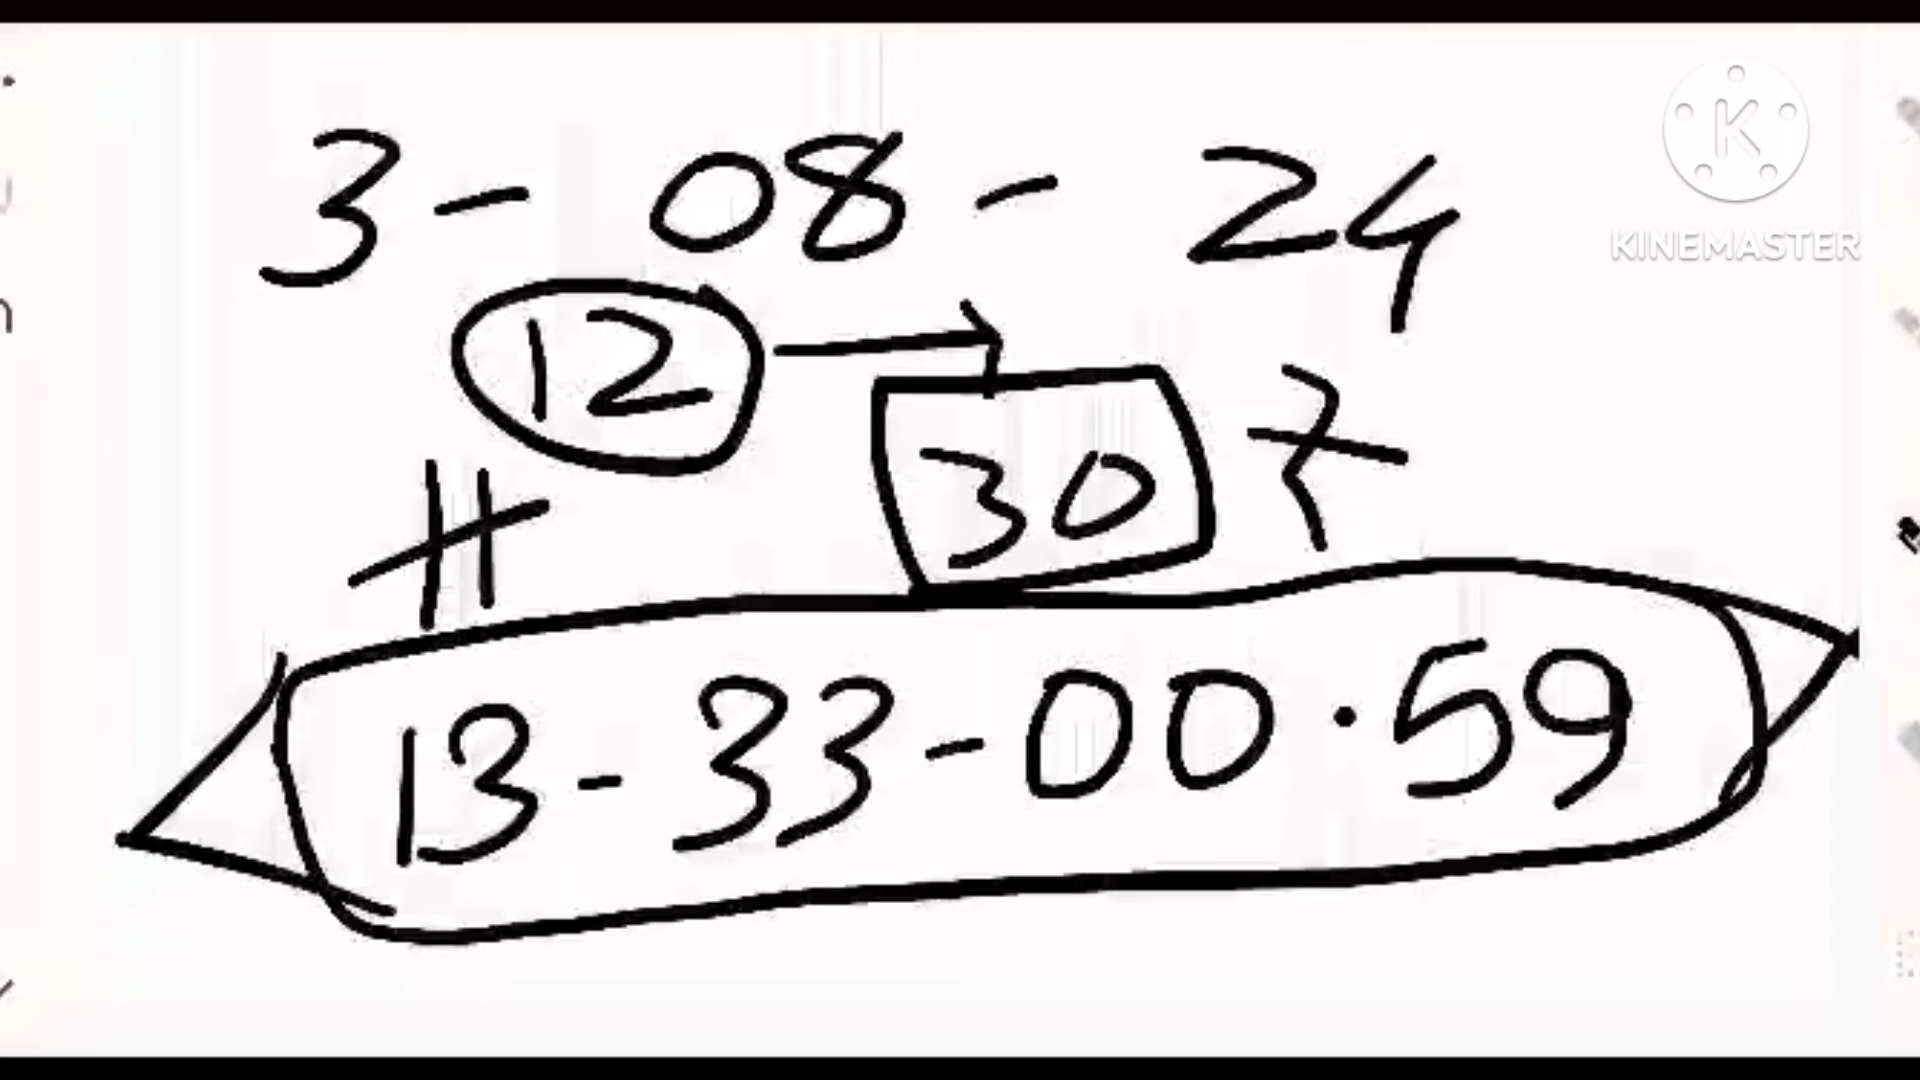 3 - 08 - 24
12 →
30
13 - 33 - 00 . 59
KINEMASTER